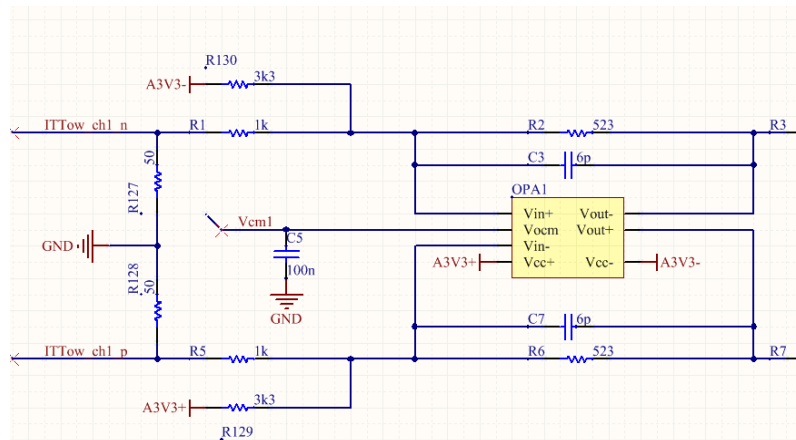 R130
A3V3- 3k3
ITTow_ch1_n R1 1k R2 523 R3
50 C3 6p
R127 OPA1
Vin+ Vout-
Vcm1 Vocm Vout+
C5 Vin-
GND A3V3+ Vcc+ Vcc- A3V3-
100n
R128
50
GND C7 6p
ITTow_ch1_p R5 1k R6 523 R7
A3V3+ 3k3
R129